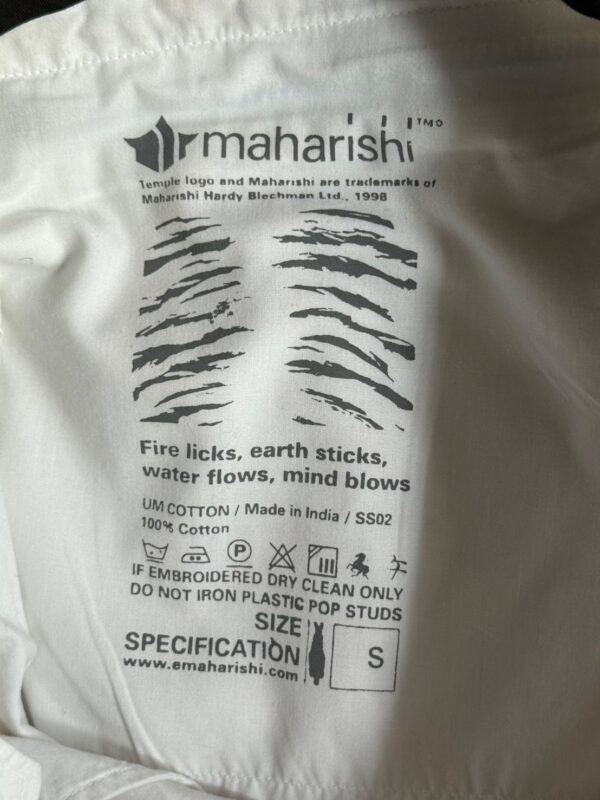 maharishi™
Temple logo and Maharishi are trademarks of
Maharishi Hardy Blechman Ltd., 1998
Fire licks, earth sticks,
water flows, mind blows
UM COTTON / Made in India / SS02
100% Cotton
P
IF EMBROIDERED DRY CLEAN ONLY
DO NOT IRON PLASTIC POP STUDS
SIZE
SPECIFICATION
S
www.emaharishi.com